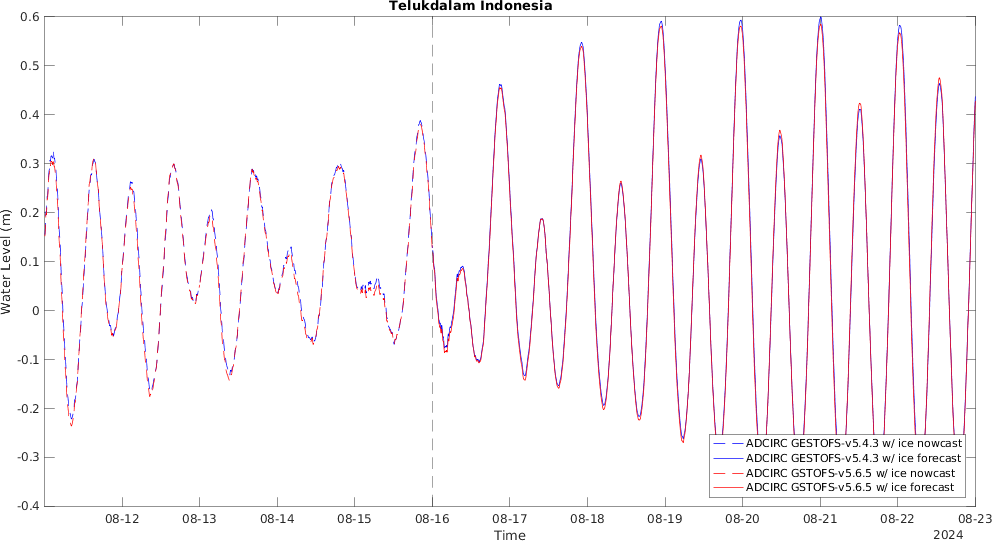 Telukdalam Indonesia
Water Level (m)
0.6
0.5
0.4
0.3
0.2
0.1
0
-0.1
-0.2
-0.3
-0.4
ADCIRC GESTOFS-v5.4.3 w/ ice nowcast
ADCIRC GESTOFS-v5.4.3 w/ ice forecast
ADCIRC GSTOFS-v5.6.5 w/ ice nowcast
ADCIRC GSTOFS-v5.6.5 w/ ice forecast
08-12 08-13 08-14 08-15 08-16 08-17 08-18 08-19 08-20 08-21 08-22 08-23
Time
2024